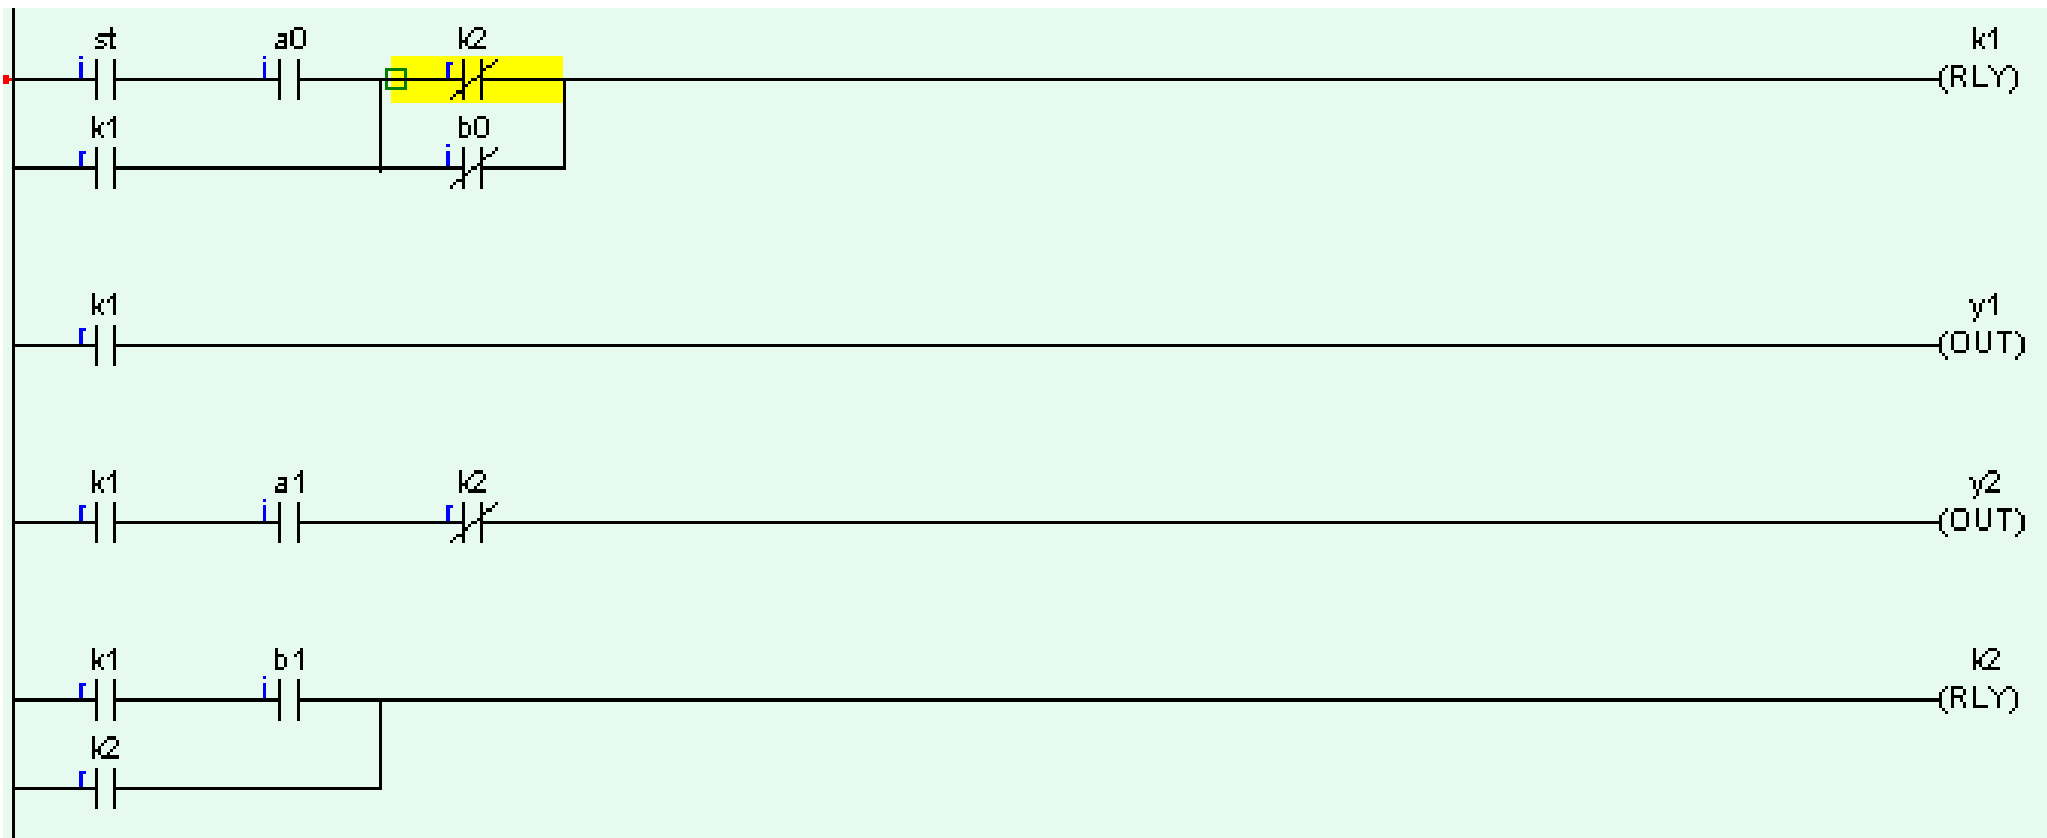 st a0 k2 k1
i i r (RLY)
k1 b0
r i
k1 y1
r (OUT)
k1 a1 k2 y2
r i r (OUT)
k1 b1 k2
r i (RLY)
k2
r